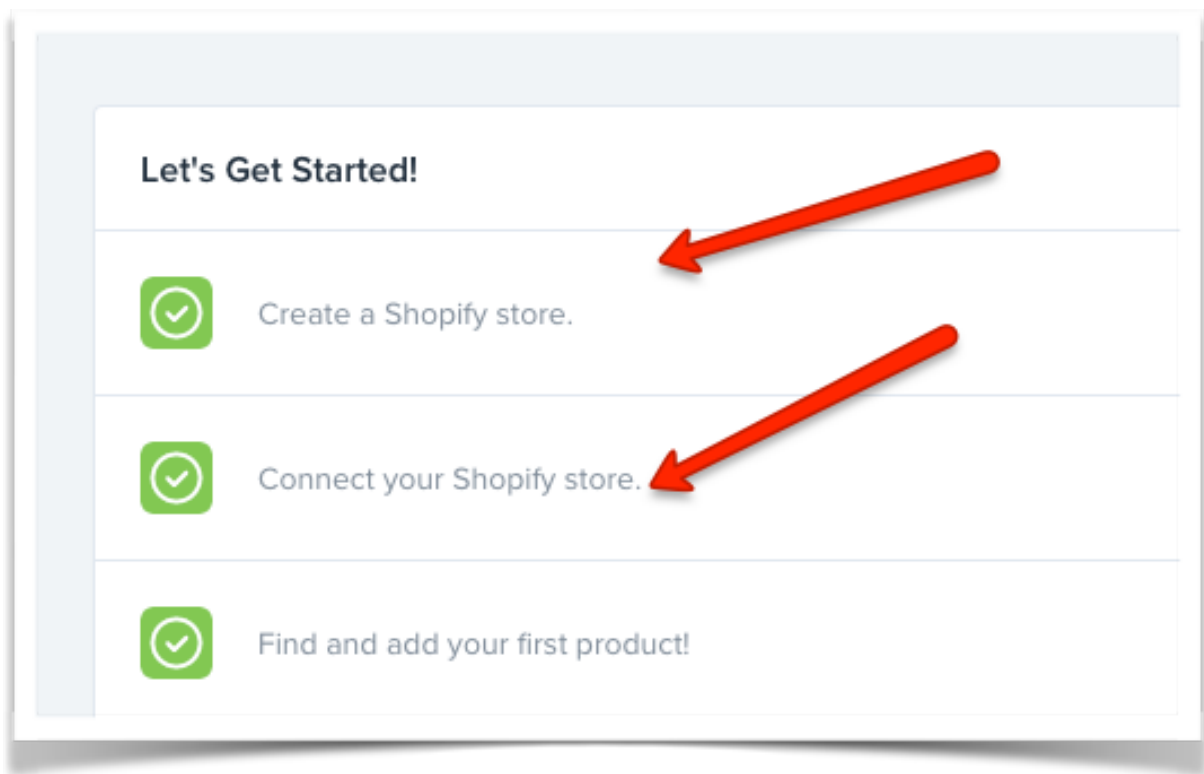 Let's Get Started!
Create a Shopify store.
Connect your Shopify store.
Find and add your first product!